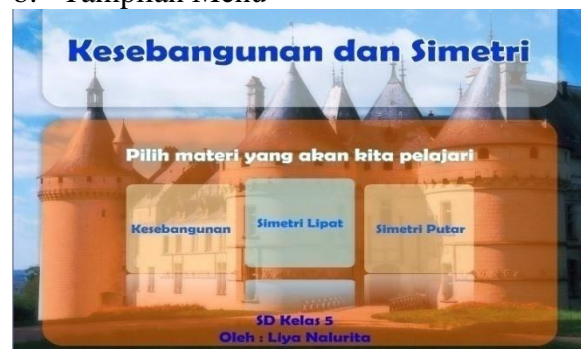 Tampilan Menu
Kesebangunan dan Simetri
Pilih materi yang akan kita pelajari
Kesebangunan
Simetri Lipat
Simetri Putar
SD Kelas 5
Oleh : Liya Nalurita